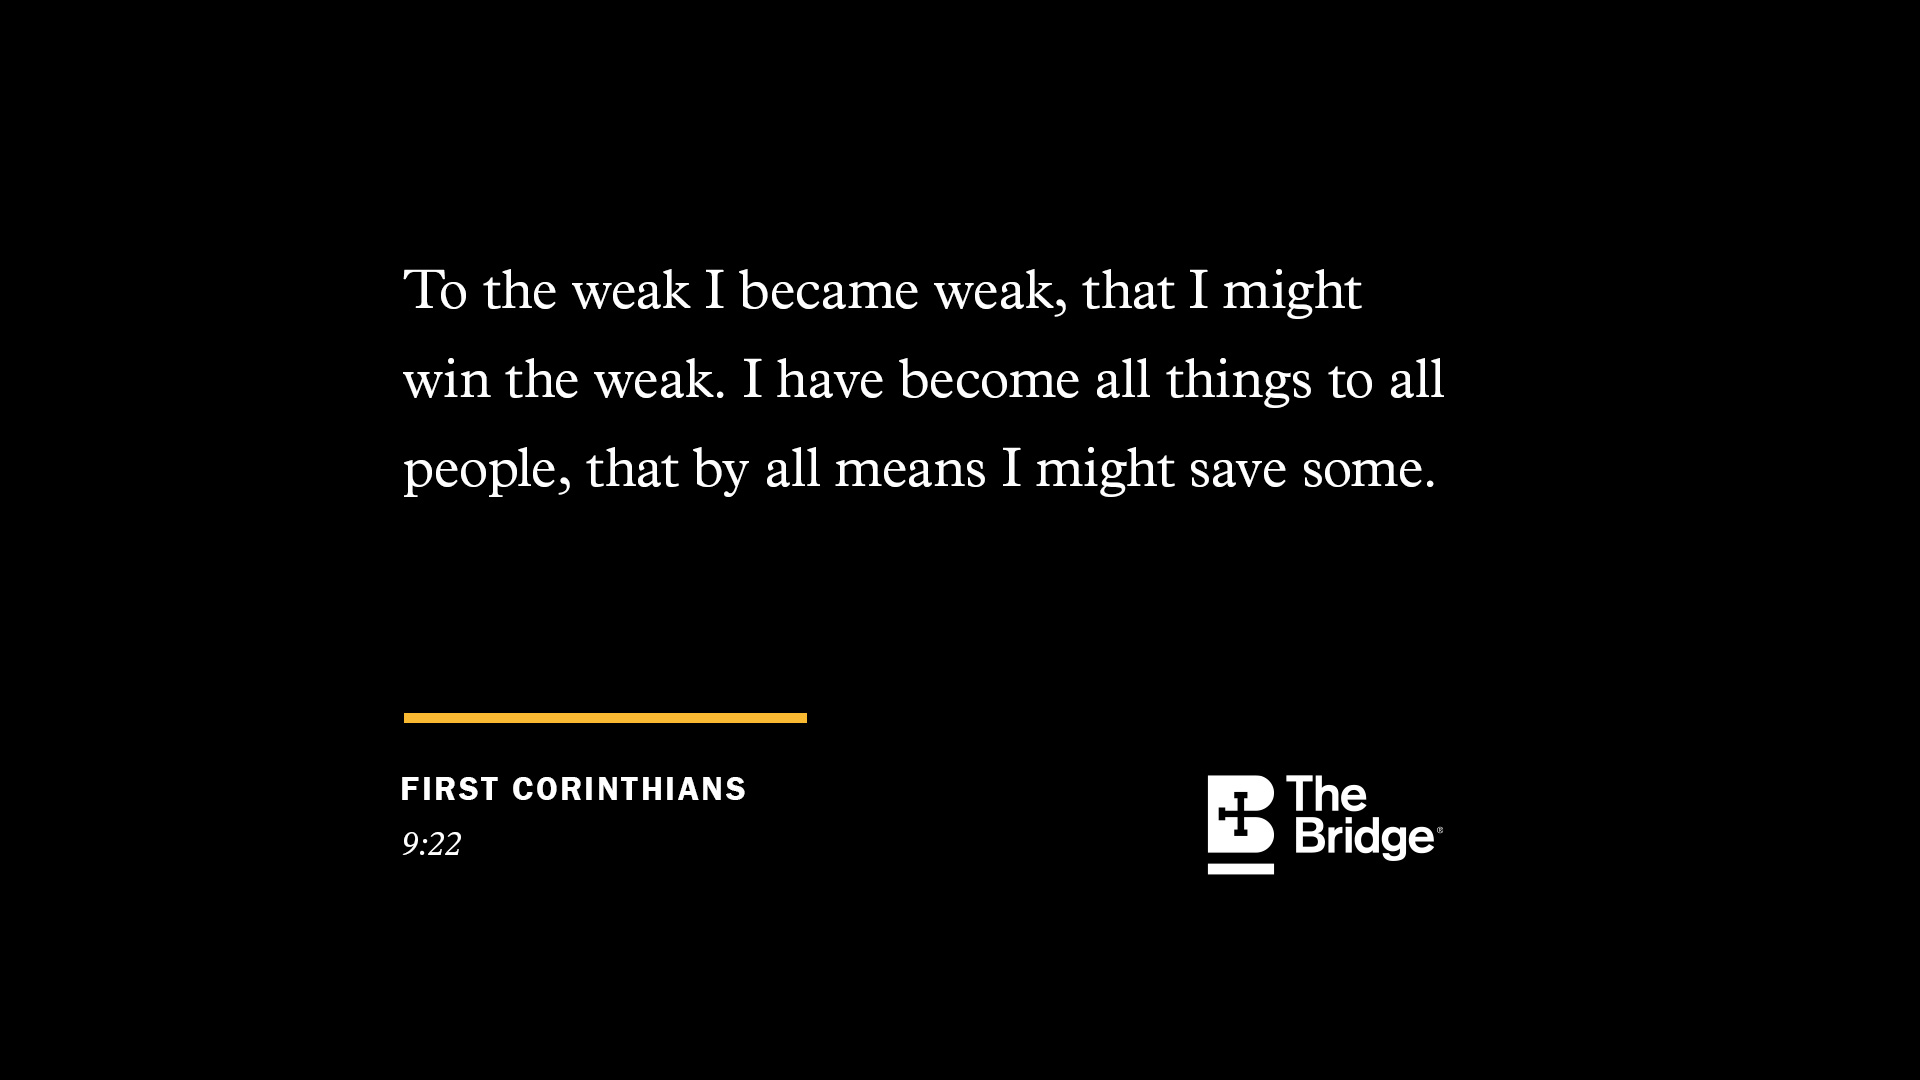 To the weak I became weak, that I might
win the weak. I have become all things to all
people, that by all means I might save some.
FIRST CORINTHIANS
9:22
The
Bridge®